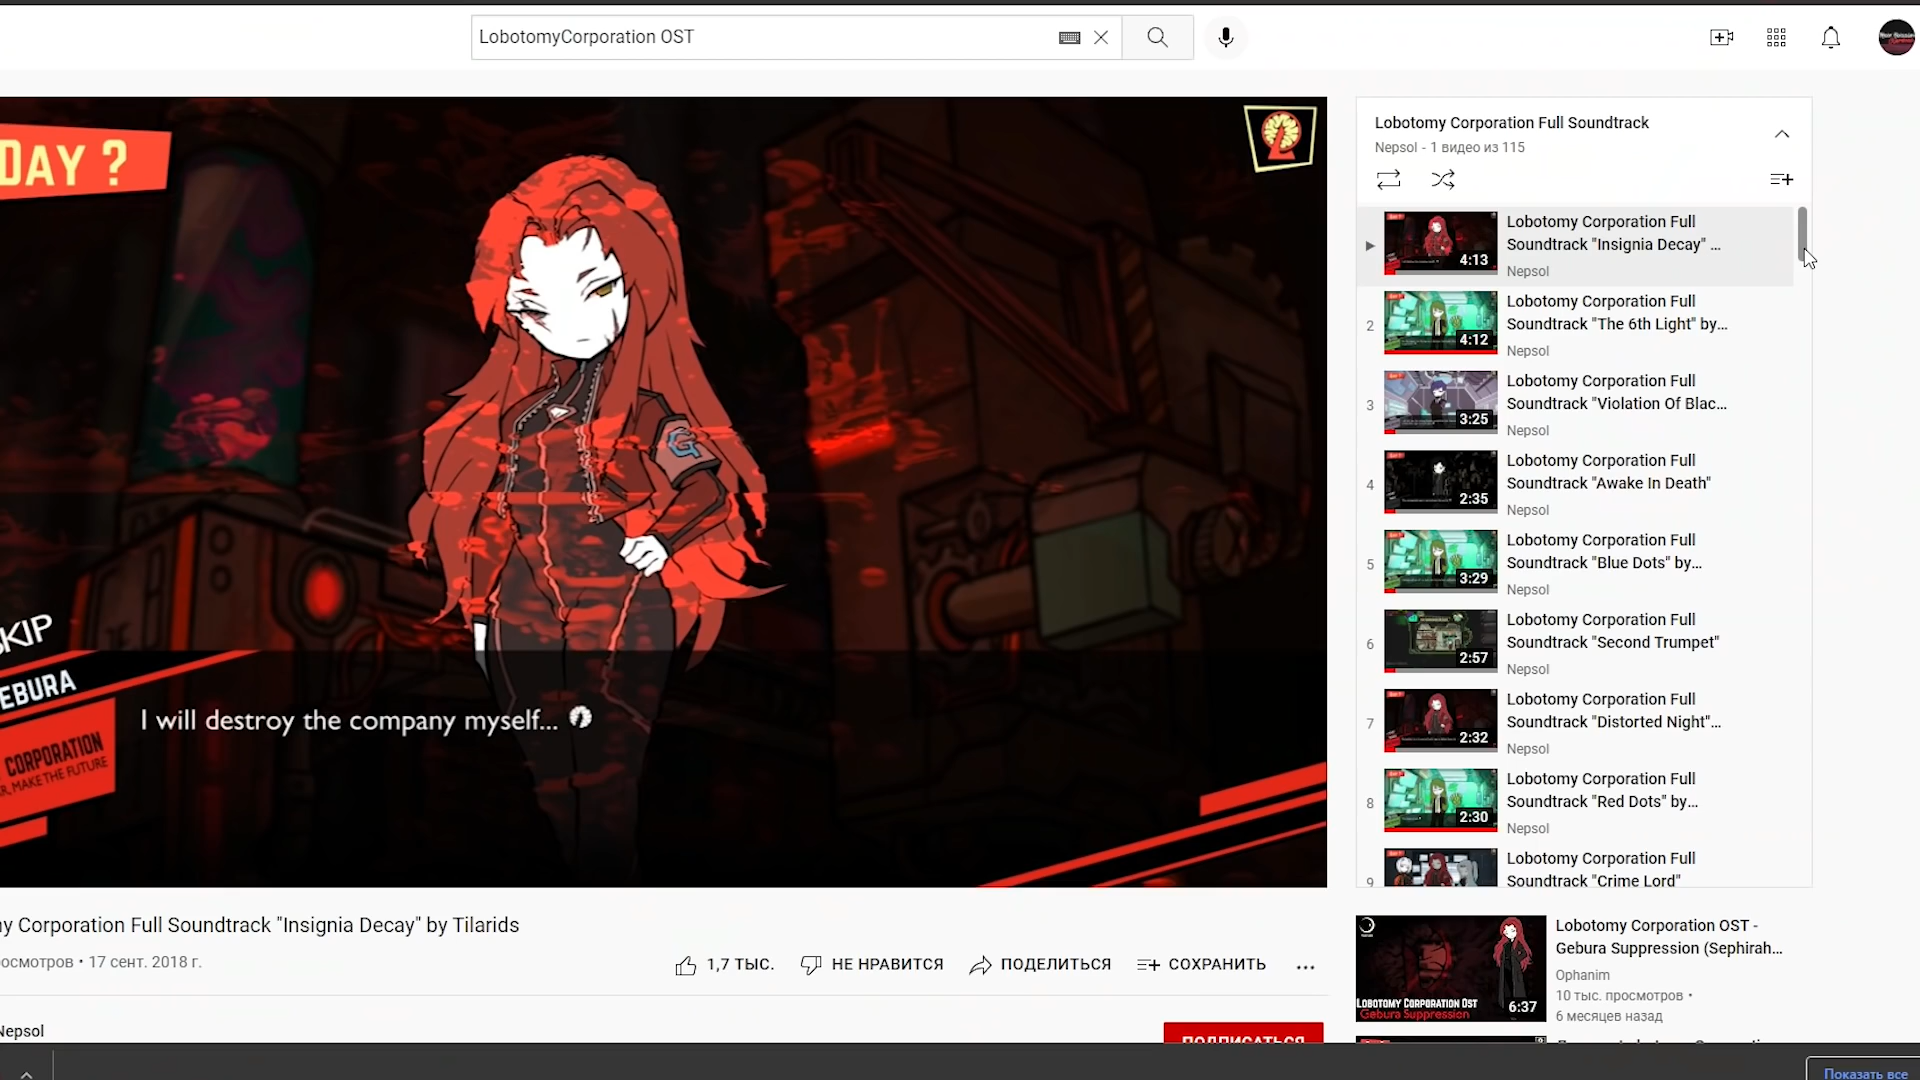 LobotomyCorporation OST
DAY ?
SKIP
GEBURA
CORPORATION
MAKE THE FUTURE
I will destroy the company myself...
G
Lobotomy Corporation Full Soundtrack "Insignia Decay" by Tilarids
17 сент. 2018 г.
1,7 ТЫС.
НЕ НРАВИТСЯ
ПОДЕЛИТЬСЯ
СОХРАНИТЬ
Nepsol
ПОДПИСАТЬСЯ
Lobotomy Corporation Full Soundtrack
Nepsol - 1 видео из 115
Lobotomy Corporation Full
Soundtrack "Insignia Decay" ...
4:13
Nepsol
2
Lobotomy Corporation Full
Soundtrack "The 6th Light" by...
4:12
Nepsol
3
Lobotomy Corporation Full
Soundtrack "Violation Of Blac...
3:25
Nepsol
4
Lobotomy Corporation Full
Soundtrack "Awake In Death"
2:35
Nepsol
5
Lobotomy Corporation Full
Soundtrack "Blue Dots" by...
3:29
Nepsol
6
Lobotomy Corporation Full
Soundtrack "Second Trumpet"
2:57
Nepsol
7
Lobotomy Corporation Full
Soundtrack "Distorted Night"...
2:32
Nepsol
8
Lobotomy Corporation Full
Soundtrack "Red Dots" by...
2:30
Nepsol
9
Lobotomy Corporation Full
Soundtrack "Crime Lord"
LOBOTOMY CORPORATION OST
Gebura Suppression
6:37
Lobotomy Corporation OST -
Gebura Suppression (Sephirah...
Ophanim
10 тыс. просмотров •
6 месяцев назад
Показать все